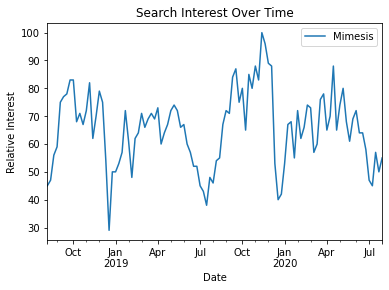 Search Interest Over Time
Mimesis
Relative Interest
100
90
80
70
60
50
40
30
Oct
Jan
2019
Apr
Jul
Oct
Jan
2020
Apr
Jul
Date